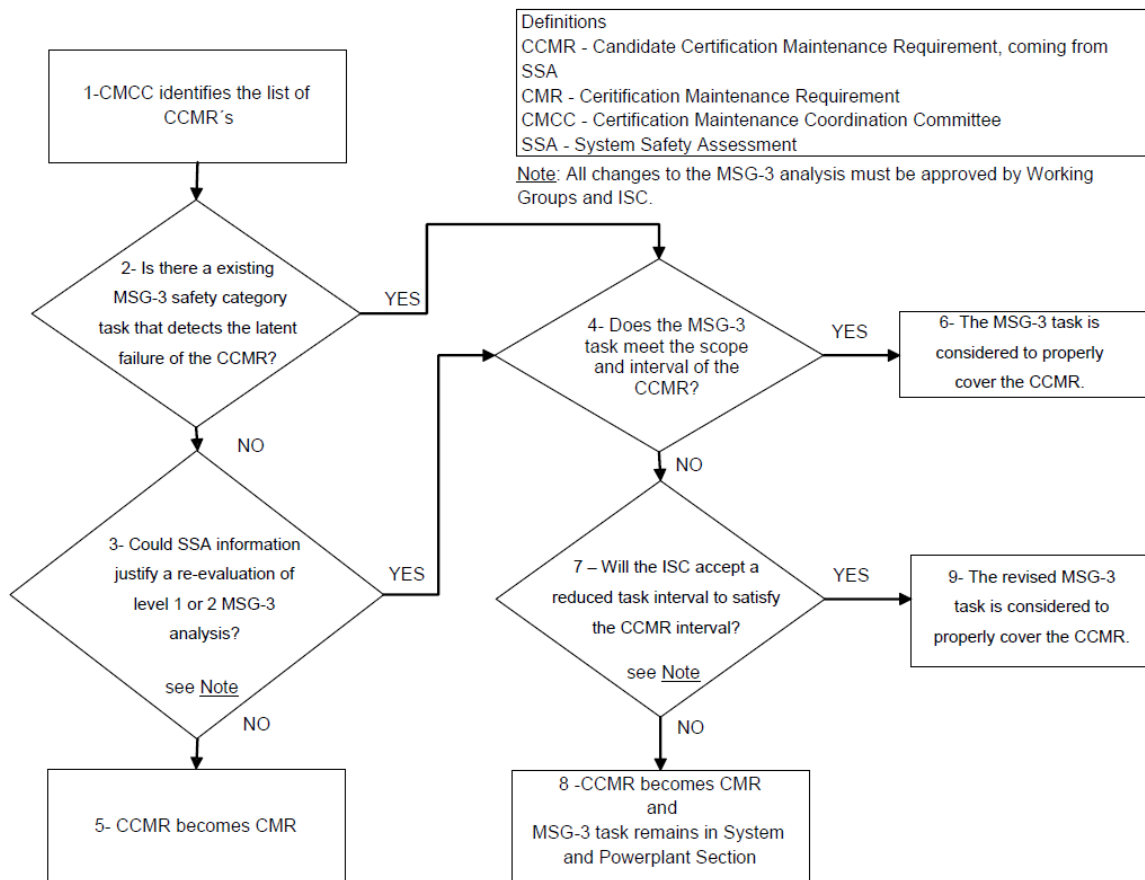 Definitions
CCMR - Candidate Certification Maintenance Requirement, coming from
SSA
CMR - Ceritification Maintenance Requirement
CMCC - Certification Maintenance Coordination Committee
SSA - System Safety Assessment
Note: All changes to the MSG-3 analysis must be approved by Working
Groups and ISC.
1-CMCC identifies the list of
CCMR´s
2- Is there a existing
MSG-3 safety category
task that detects the latent
failure of the CCMR?
YES
NO
3- Could SSA information
justify a re-evaluation of
level 1 or 2 MSG-3
analysis?
see Note
YES
NO
5- CCMR becomes CMR
4- Does the MSG-3
task meet the scope
and interval of the
CCMR?
YES
NO
6- The MSG-3 task is
considered to properly
cover the CCMR.
7 – Will the ISC accept a
reduced task interval to satisfy
the CCMR interval?
see Note
YES
NO
9- The revised MSG-3
task is considered to
properly cover the CCMR.
8 -CCMR becomes CMR
and
MSG-3 task remains in System
and Powerplant Section